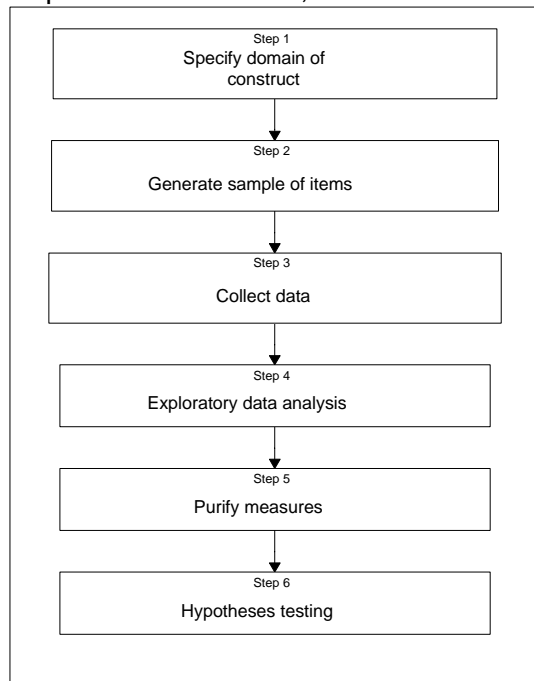 Step 1
Specify domain of
construct
Step 2
Generate sample of items
Step 3
Collect data
Step 4
Exploratory data analysis
Step 5
Purify measures
Step 6
Hypotheses testing